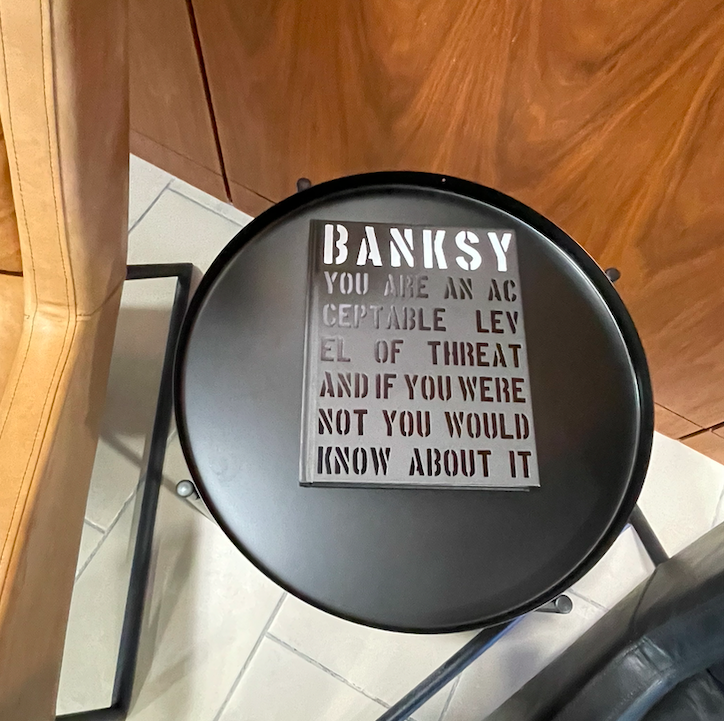 BANKSY
YOU ARE AN AC
CEPTABLE LEV
EL OF THREAT
AND IF YOU WERE
NOT YOU WOULD
KNOW ABOUT IT